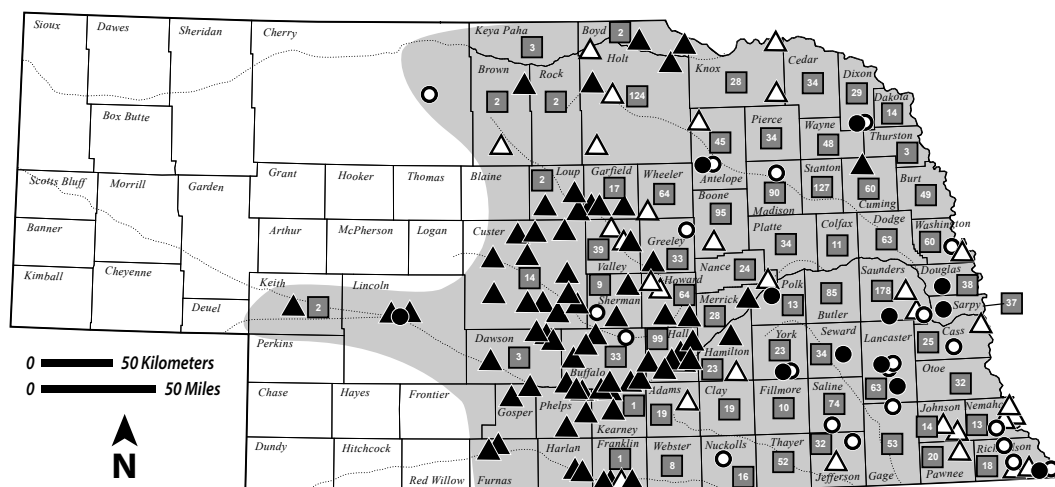 Sioux
Dawes
Sheridan
Cherry
Keya Paha
3
Boyd
2
Holt
124
Brown
2
Rock
2
Knox
28
Cedar
34
Dixon
29
Dakota
14
Box Butte
Pierce
34
Wayne
48
Thurston
3
45
Antelope
Scotts Bluff
Morrill
Garden
Grant
Hooker
Thomas
Blaine
2
Loup
Garfield
17
Wheeler
64
90
Madison
Stanton
127
60
Cuming
Burt
49
Boone
95
Banner
Arthur
McPherson
Logan
Custer
14
39
Valley
Greeley
33
Platte
34
Colfax
11
Dodge
63
Washington
60
Kimball
Cheyenne
Deuel
Keith
2
Lincoln
9
Sherman
Howard
64
Nance
24
Merrick
28
Polk
13
85
Butler
Saunders
178
Douglas
38
Sarpy
37
Perkins
Dawson
3
33
Buffalo
99
Hall
Hamilton
23
York
23
Seward
34
Lancaster
63
Cass
25
Otoe
32
0
50 Kilometers
0
50 Miles
N
Chase
Hayes
Frontier
Gosper
Phelps
1
Kearney
Adams
19
Clay
19
Fillmore
10
Saline
74
Johnson
14
Nemaha
13
Dundy
Hitchcock
Red Willow
Furnas
Harlan
Franklin
1
Webster
8
Nuckolls
16
Thayer
52
32
Jefferson
53
Gage
20
Pawnee
Richardson
18